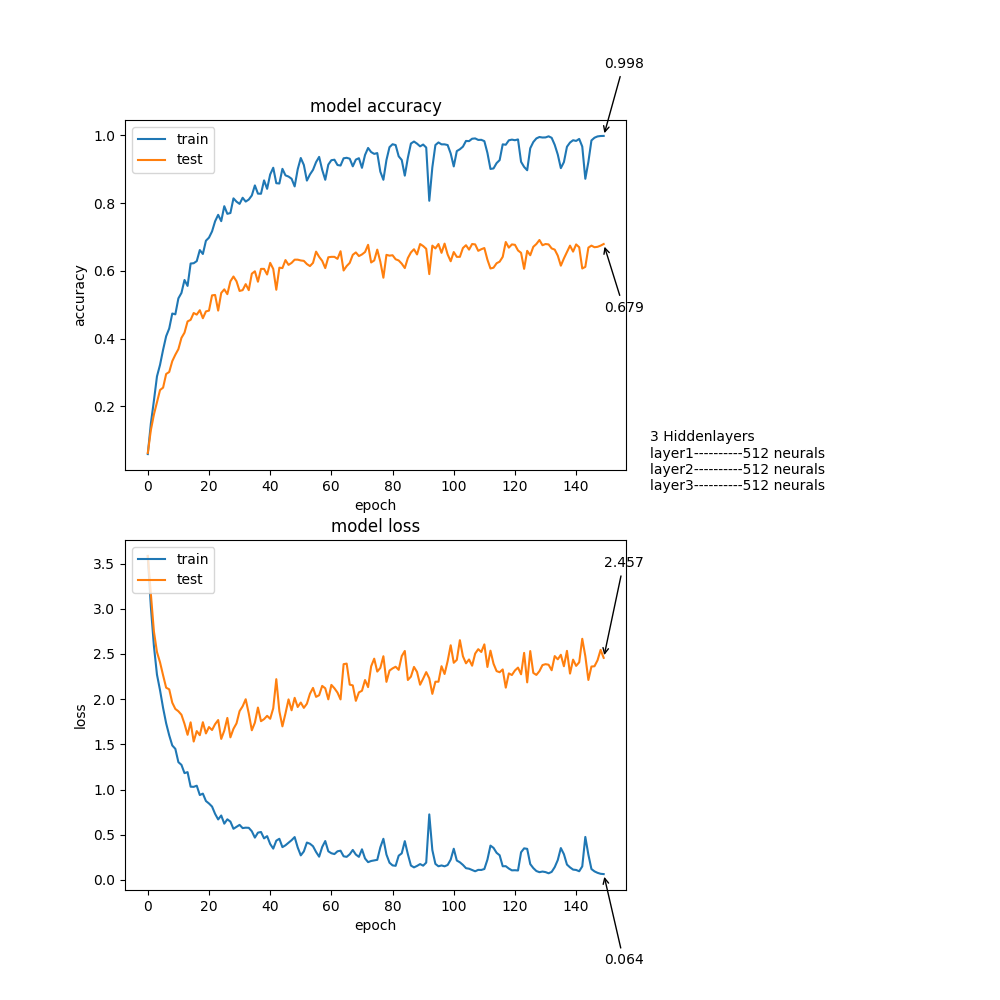 0.998
model accuracy
train
test
1.0
0.8
0.6
0.4
0.2
accuracy
0.679
0 20 40 60 80 100 120 140
epoch
3 Hiddenlayers
layer1----------512 neurals
layer2----------512 neurals
layer3----------512 neurals
model loss
train
test
2.457
3.5
3.0
2.5
2.0
1.5
1.0
0.5
0.0
loss
0 20 40 60 80 100 120 140
epoch
0.064